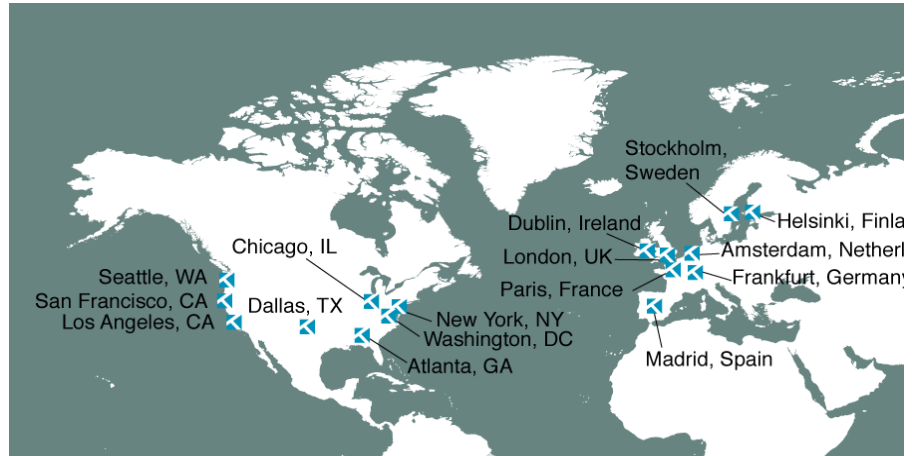 Stockholm,
Sweden
Dublin, Ireland
Helsinki, Finla
Chicago, IL
London, UK
Amsterdam, Netherl
Seattle, WA
Frankfurt, Germany
San Francisco, CA
Dallas, TX
Paris, France
Los Angeles, CA
New York, NY
Washington, DC
Madrid, Spain
Atlanta, GA